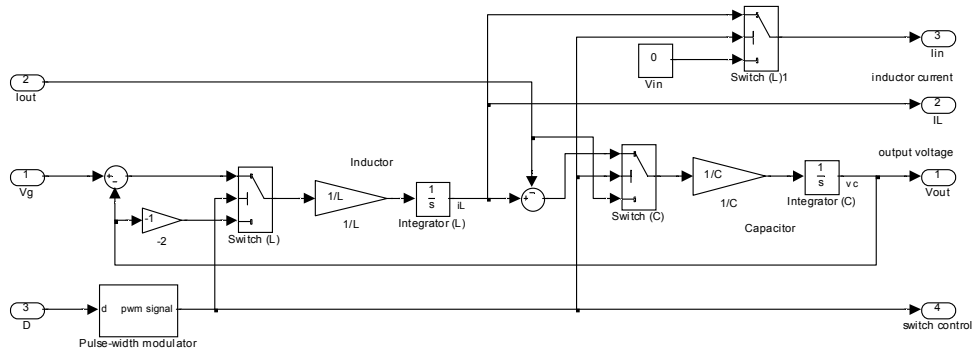 3
Iin
Switch (L)1
0
Vin
2
Iout
inductor current
2
IL
Inductor
output voltage
1
Vg
+
-
-1
-2
Switch (L)
1/L
1/L
1
s
Integrator (L)
iL
+
-
Switch (C)
1/C
1/C
1
s
Integrator (C)
vc
1
Vout
Capacitor
3
D
d
pwm signal
Pulse-width modulator
4
switch control